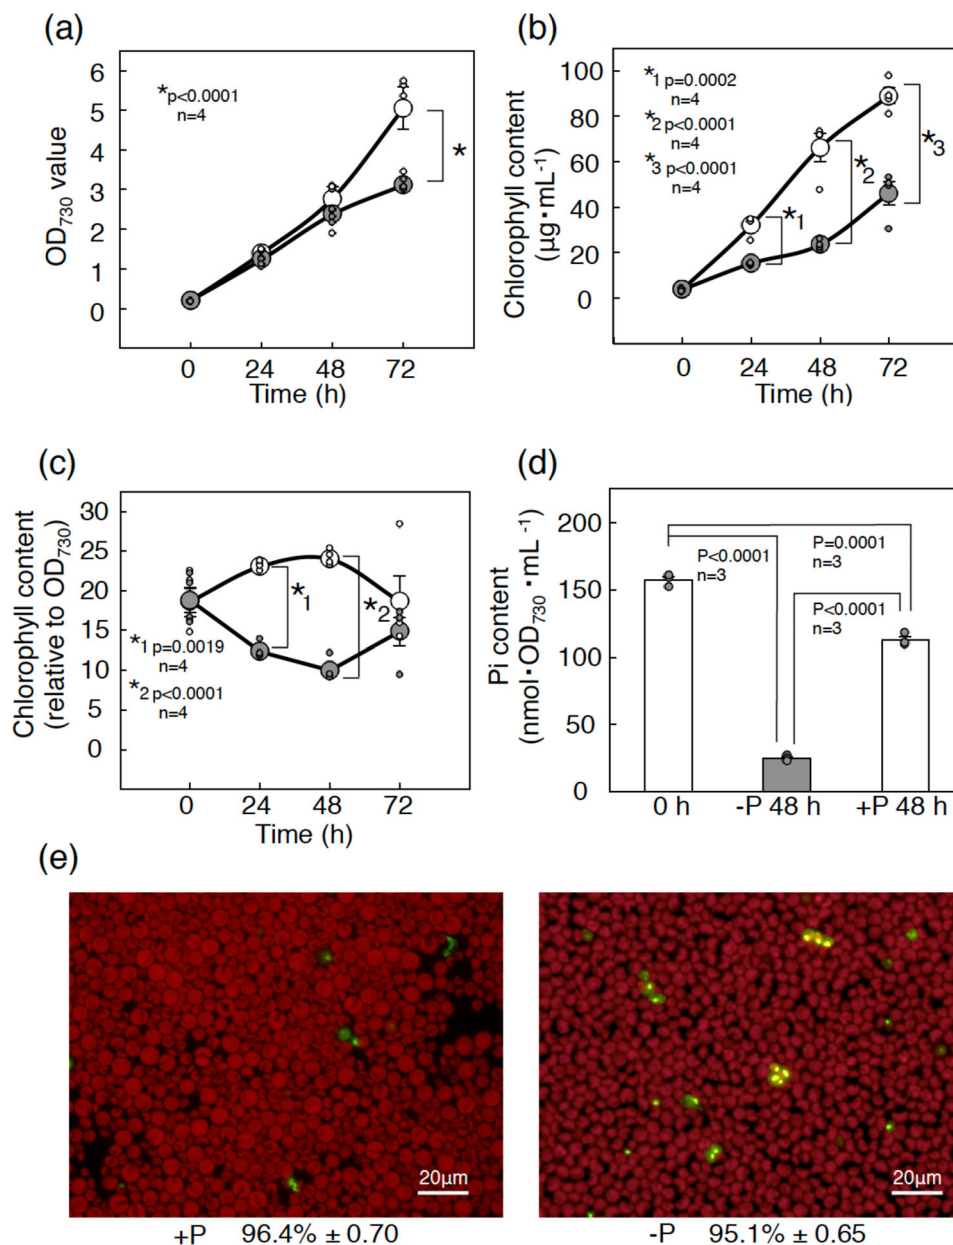 (a)
*p<0.0001
n=4
OD730 value
6
5
4
3
2
1
0
*
0 24 48 72
Time (h)
(b)
*1 p=0.0002
n=4
*2 p<0.0001
n=4
*3 p<0.0001
n=4
Chlorophyll content
(µg•mL-1)
100
80
60
40
20
0
*1
*2
*3
0 24 48 72
Time (h)
(c)
Chlorophyll content
(relative to OD730)
30
25
20
15
10
5
0
*1
*2
*1 p=0.0019
n=4
*2 p<0.0001
n=4
0 24 48 72
Time (h)
(d)
Pi content
(nmol•OD730•mL-1)
200
150
100
50
0
P<0.0001
n=3
P=0.0001
n=3
P<0.0001
n=3
0 h -P 48 h +P 48 h
(e)
20µm
20µm
+P 96.4% ± 0.70
-P 95.1% ± 0.65